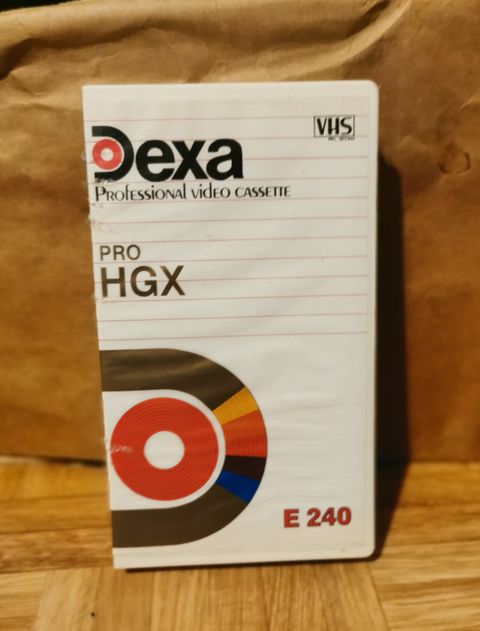 VHS
Dexa
Professional video cassette
PRO
HGX
E 240